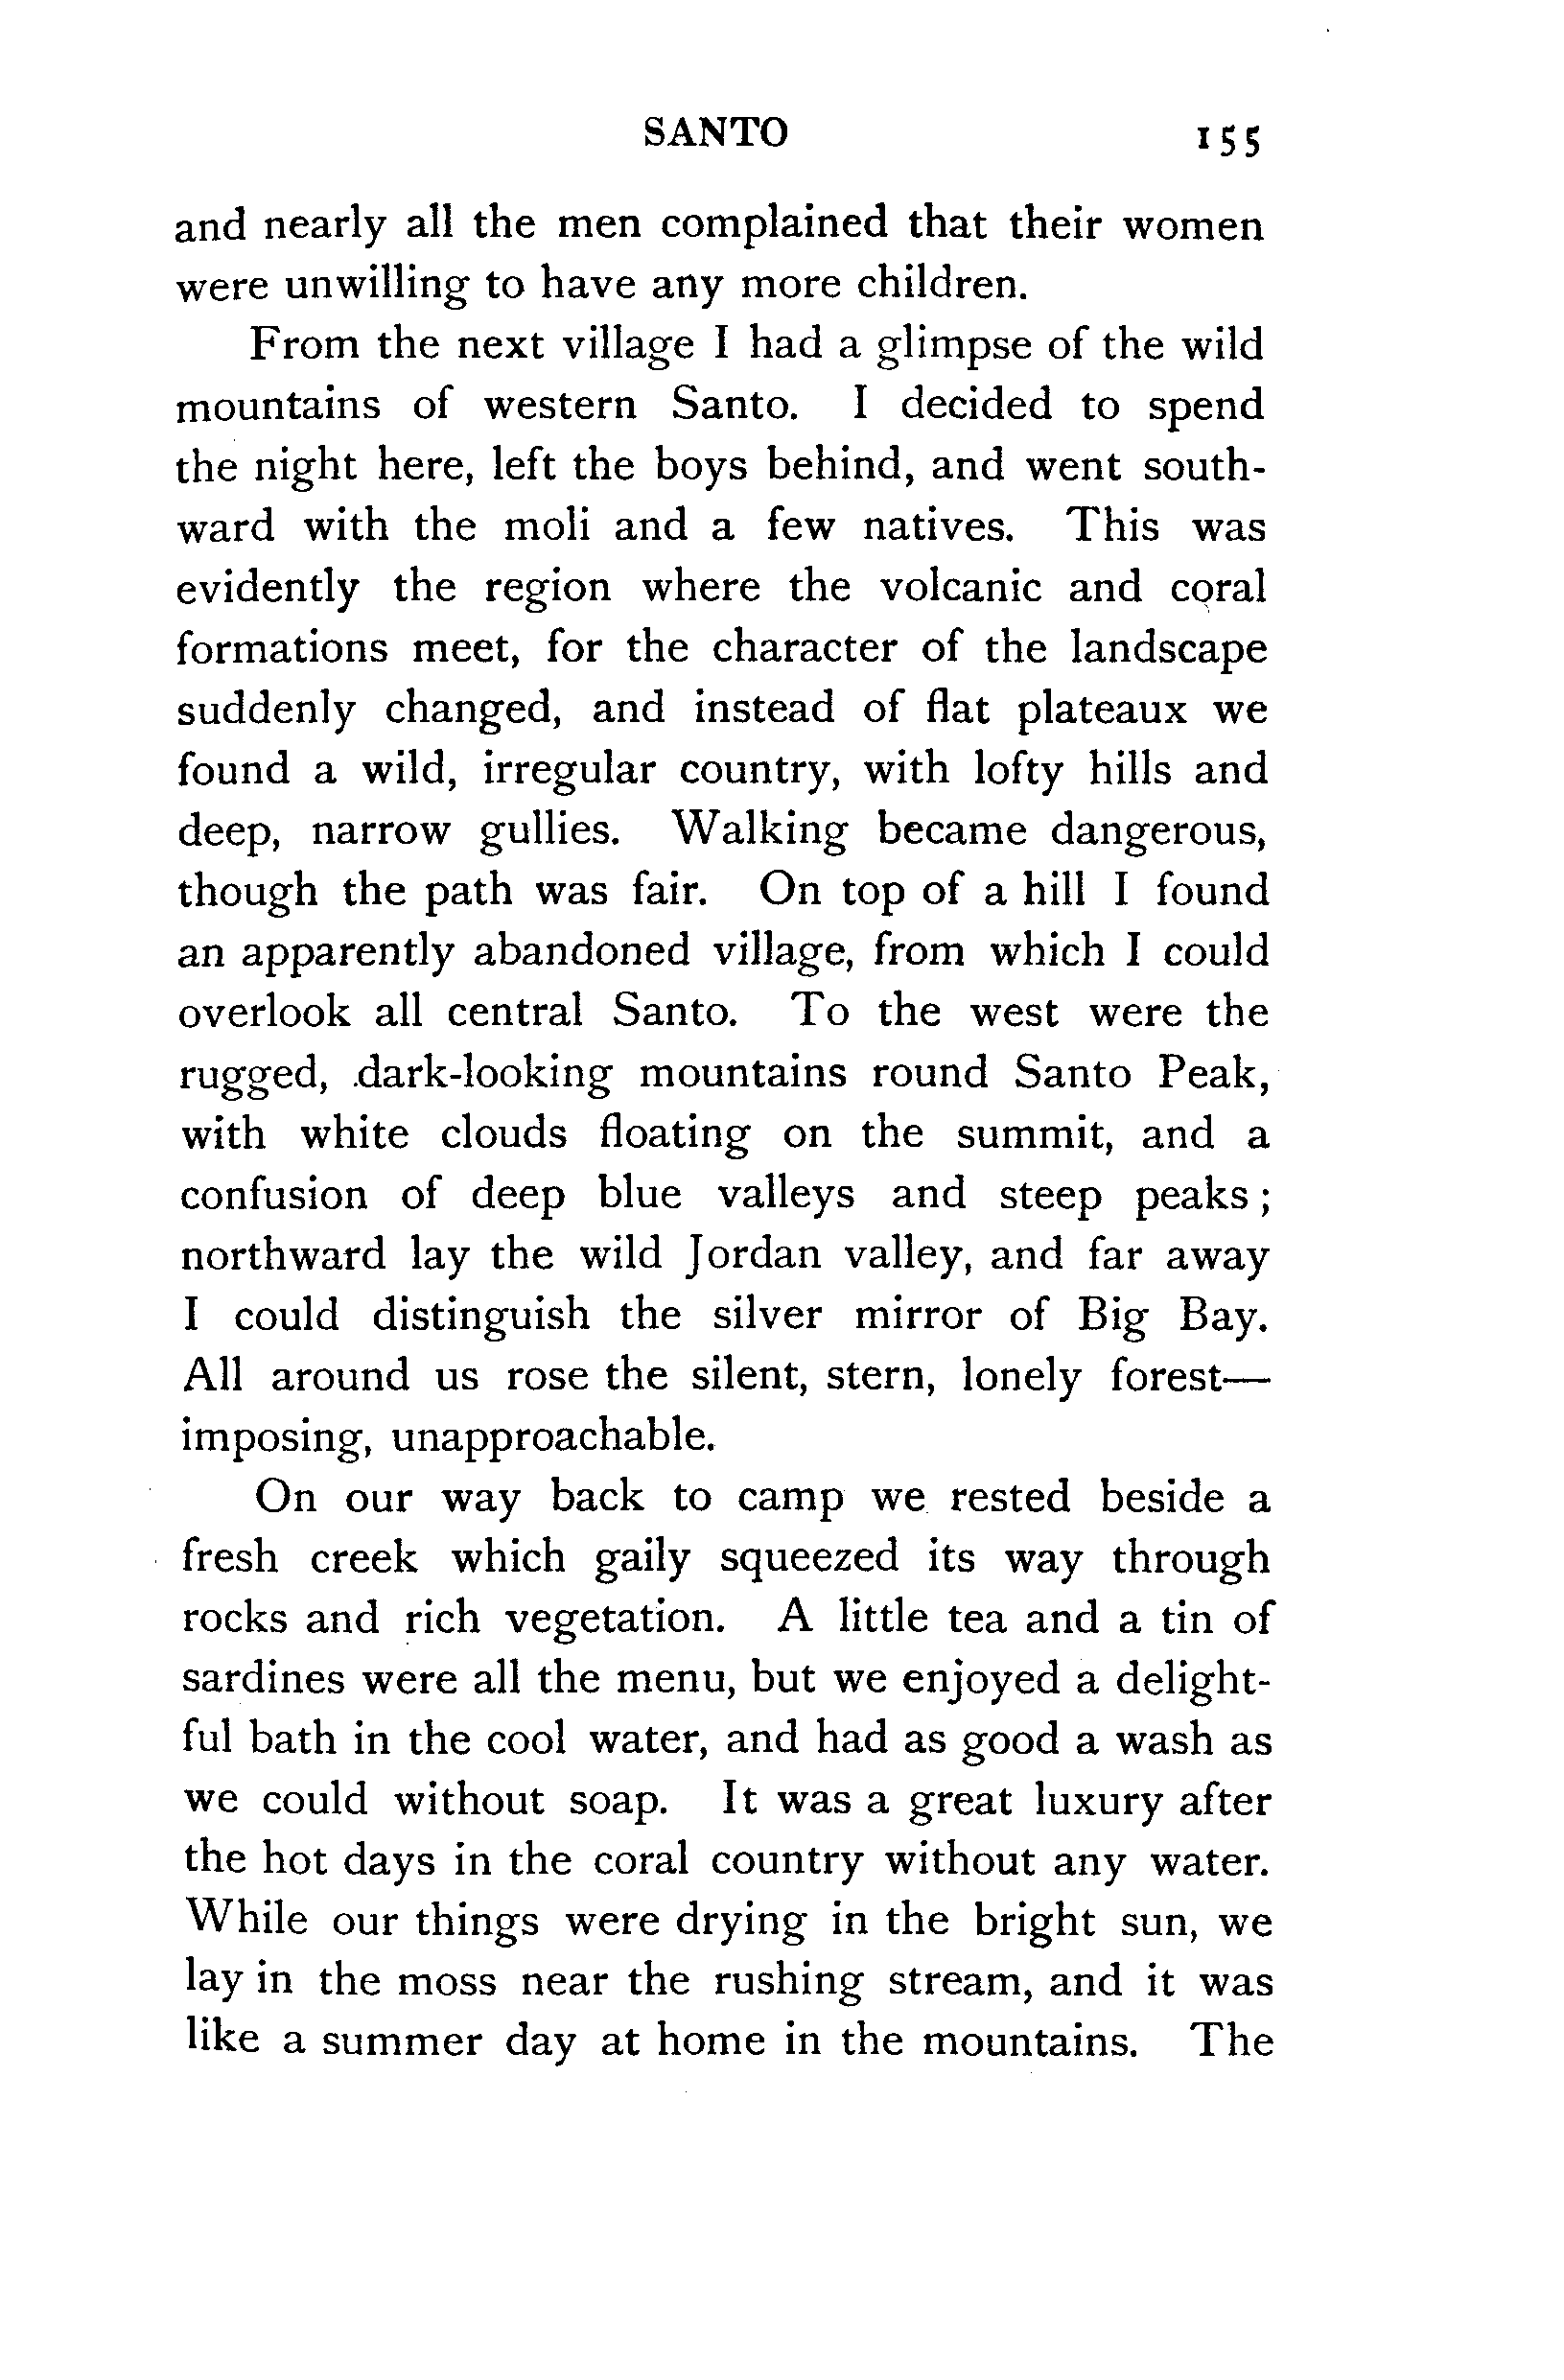 SANTO 155
and nearly all the men complained that their women
were unwilling to have any more children.
From the next village I had a glimpse of the wild
mountains of western Santo. I decided to spend
the night here, left the boys behind, and went south-
ward with the moli and a few natives. This was
evidently the region where the volcanic and coral
formations meet, for the character of the landscape
suddenly changed, and instead of flat plateaux we
found a wild, irregular country, with lofty hills and
deep, narrow gullies. Walking became dangerous,
though the path was fair. On top of a hill I found
an apparently abandoned village, from which I could
overlook all central Santo. To the west were the
rugged, dark-looking mountains round Santo Peak,
with white clouds floating on the summit, and a
confusion of deep blue valleys and steep peaks;
northward lay the wild Jordan valley, and far away
I could distinguish the silver mirror of Big Bay.
All around us rose the silent, stern, lonely forest—
imposing, unapproachable.
On our way back to camp we rested beside a
fresh creek which gaily squeezed its way through
rocks and rich vegetation. A little tea and a tin of
sardines were all the menu, but we enjoyed a delight-
ful bath in the cool water, and had as good a wash as
we could without soap. It was a great luxury after
the hot days in the coral country without any water.
While our things were drying in the bright sun, we
lay in the moss near the rushing stream, and it was
like a summer day at home in the mountains. The